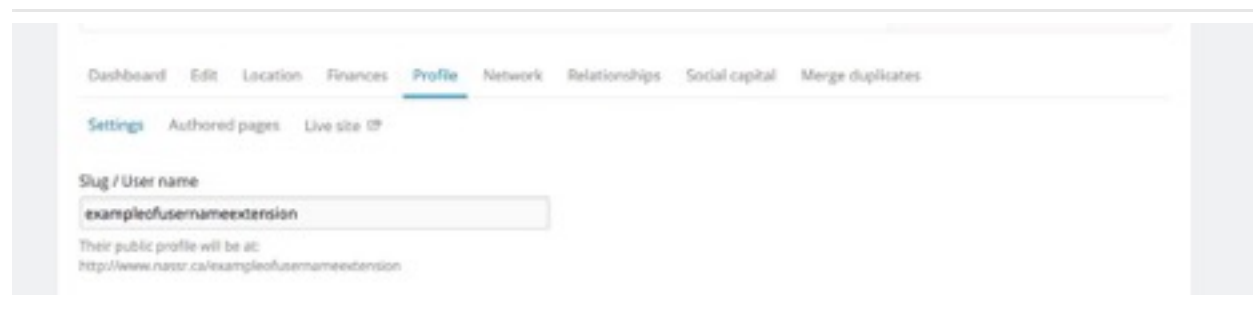 Dashboard Edit Location Finances Profile Network Relationships Social capital Merge duplicates
Settings Authored pages Live site
Slug / User name
exampleofusernameextension
Their public profile will be at:
http://www.nassr.ca/exampleofusernameextension